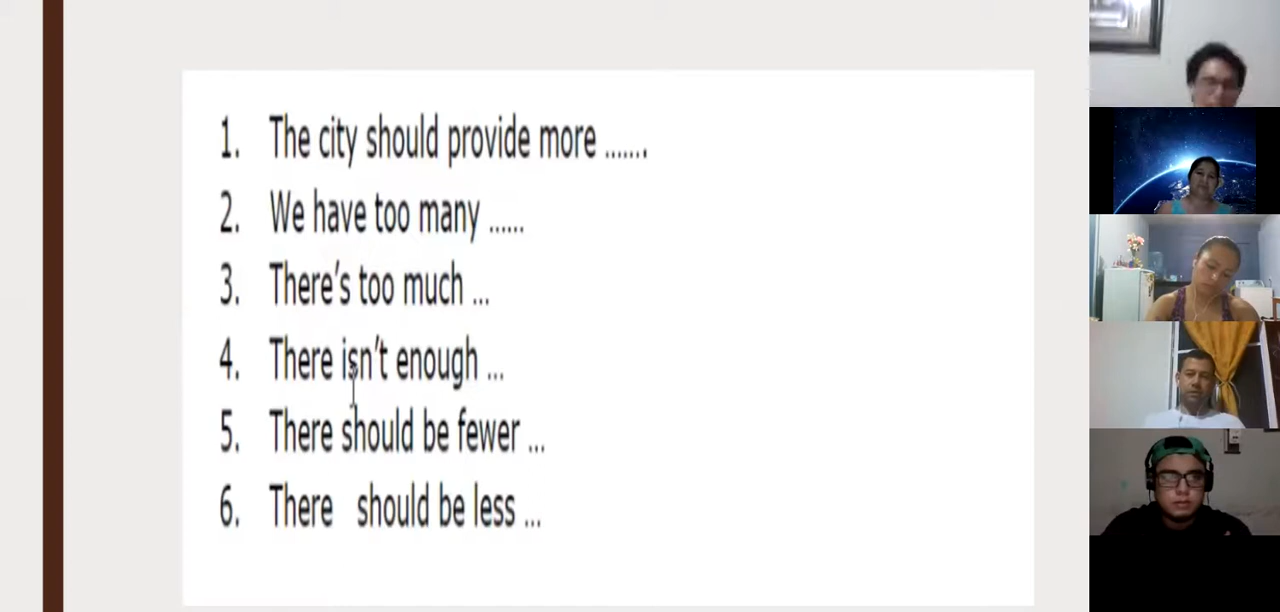 1. The city should provide more .......
2. We have too many ......
3. There's too much ...
4. There isn't enough ...
5. There should be fewer ...
6. There should be less ...